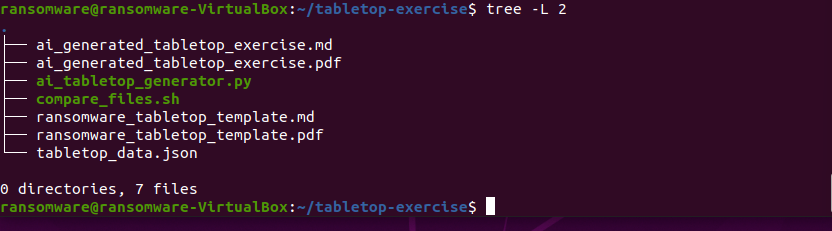 ransomware@ransomware-VirtualBox:~/tabletop-exercise$ tree -L 2
.
├── ai_generated_tabletop_exercise.md
├── ai_generated_tabletop_exercise.pdf
├── ai_tabletop_generator.py
├── compare_files.sh
├── ransomware_tabletop_template.md
├── ransomware_tabletop_template.pdf
└── tabletop_data.json
0 directories, 7 files
ransomware@ransomware-VirtualBox:~/tabletop-exercise$